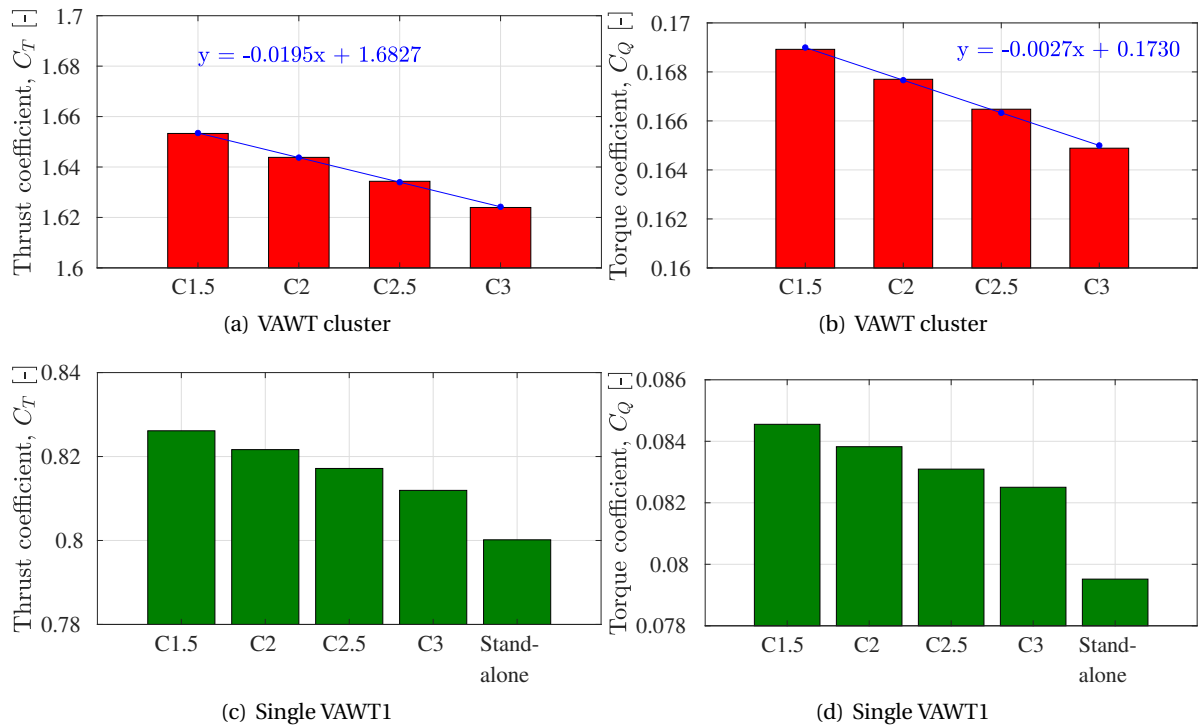 Thrust coefficient, C_T [-]
1.7
1.68
1.66
1.64
1.62
1.6
y = -0.0195x + 1.6827
C1.5 C2 C2.5 C3
(a) VAWT cluster
Torque coefficient, C_Q [-]
0.17
0.168
0.166
0.164
0.162
0.16
y = -0.0027x + 0.1730
C1.5 C2 C2.5 C3
(b) VAWT cluster
Thrust coefficient, C_T [-]
0.84
0.82
0.8
0.78
C1.5 C2 C2.5 C3 Stand-
alone
(c) Single VAWT1
Torque coefficient, C_Q [-]
0.086
0.084
0.082
0.08
0.078
C1.5 C2 C2.5 C3 Stand-
alone
(d) Single VAWT1